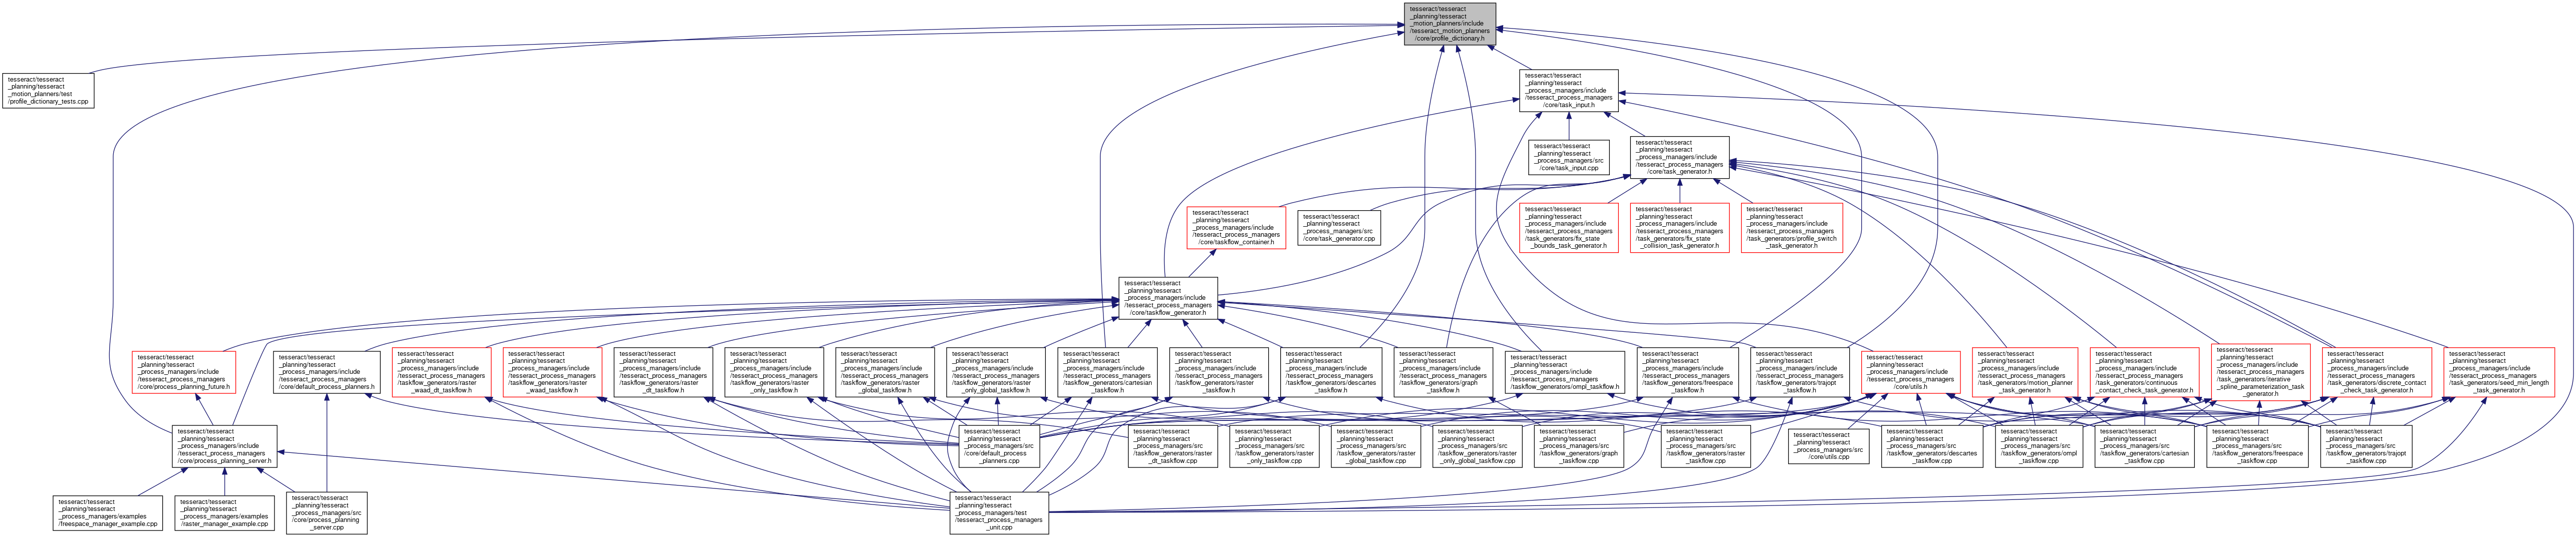 tesseract/tesseract
_planning/tesseract
_motion_planners/include
/tesseract_motion_planners
/core/profile_dictionary.h
tesseract/tesseract
_planning/tesseract
_motion_planners/test
/profile_dictionary_tests.cpp
tesseract/tesseract
_planning/tesseract
_process_managers/include
/tesseract_process_managers
/core/task_input.h
tesseract/tesseract
_planning/tesseract
_process_managers/src
/core/task_input.cpp
tesseract/tesseract
_planning/tesseract
_process_managers/include
/tesseract_process_managers
/core/task_generator.h
tesseract/tesseract
_planning/tesseract
_process_managers/include
/tesseract_process_managers
/core/taskflow_container.h
tesseract/tesseract
_planning/tesseract
_process_managers/src
/core/task_generator.cpp
tesseract/tesseract
_planning/tesseract
_process_managers/include
/tesseract_process_managers
/task_generators/fix_state
_bounds_task_generator.h
tesseract/tesseract
_planning/tesseract
_process_managers/include
/tesseract_process_managers
/task_generators/fix_state
_collision_task_generator.h
tesseract/tesseract
_planning/tesseract
_process_managers/include
/tesseract_process_managers
/task_generators/profile_switch
_task_generator.h
tesseract/tesseract
_planning/tesseract
_process_managers/include
/tesseract_process_managers
/core/taskflow_generator.h
tesseract/tesseract
_planning/tesseract
_process_managers/include
/tesseract_process_managers
/core/process_planning_future.h
tesseract/tesseract
_planning/tesseract
_process_managers/include
/tesseract_process_managers
/core/default_process_planners.h
tesseract/tesseract
_planning/tesseract
_process_managers/include
/tesseract_process_managers
/taskflow_generators/raster
_waad_dt_taskflow.h
tesseract/tesseract
_planning/tesseract
_process_managers/include
/tesseract_process_managers
/taskflow_generators/raster
_waad_taskflow.h
tesseract/tesseract
_planning/tesseract
_process_managers/include
/tesseract_process_managers
/taskflow_generators/raster
_dt_taskflow.h
tesseract/tesseract
_planning/tesseract
_process_managers/include
/tesseract_process_managers
/taskflow_generators/raster
_only_taskflow.h
tesseract/tesseract
_planning/tesseract
_process_managers/include
/tesseract_process_managers
/taskflow_generators/raster
_global_taskflow.h
tesseract/tesseract
_planning/tesseract
_process_managers/include
/tesseract_process_managers
/taskflow_generators/raster
_only_global_taskflow.h
tesseract/tesseract
_planning/tesseract
_process_managers/include
/tesseract_process_managers
/taskflow_generators/cartesian
_taskflow.h
tesseract/tesseract
_planning/tesseract
_process_managers/include
/tesseract_process_managers
/taskflow_generators/raster
_taskflow.h
tesseract/tesseract
_planning/tesseract
_process_managers/include
/tesseract_process_managers
/taskflow_generators/descartes
_taskflow.h
tesseract/tesseract
_planning/tesseract
_process_managers/include
/tesseract_process_managers
/taskflow_generators/graph
_taskflow.h
tesseract/tesseract
_planning/tesseract
_process_managers/include
/tesseract_process_managers
/taskflow_generators/ompl_taskflow.h
tesseract/tesseract
_planning/tesseract
_process_managers/include
/tesseract_process_managers
/taskflow_generators/freespace
_taskflow.h
tesseract/tesseract
_planning/tesseract
_process_managers/include
/tesseract_process_managers
/taskflow_generators/trajopt
_taskflow.h
tesseract/tesseract
_planning/tesseract
_process_managers/include
/tesseract_process_managers
/core/utils.h
tesseract/tesseract
_planning/tesseract
_process_managers/include
/tesseract_process_managers
/task_generators/motion_planner
_task_generator.h
tesseract/tesseract
_planning/tesseract
_process_managers/include
/tesseract_process_managers
/task_generators/continuous
_contact_check_task_generator.h
tesseract/tesseract
_planning/tesseract
_process_managers/include
/tesseract_process_managers
/task_generators/iterative
_spline_parameterization_task
_generator.h
tesseract/tesseract
_planning/tesseract
_process_managers/include
/tesseract_process_managers
/task_generators/discrete_contact
_check_task_generator.h
tesseract/tesseract
_planning/tesseract
_process_managers/include
/tesseract_process_managers
/task_generators/seed_min_length
_task_generator.h
tesseract/tesseract
_planning/tesseract
_process_managers/include
/tesseract_process_managers
/core/process_planning_server.h
tesseract/tesseract
_planning/tesseract
_process_managers/src
/core/default_process
_planners.cpp
tesseract/tesseract
_planning/tesseract
_process_managers/src
/taskflow_generators/raster
_dt_taskflow.cpp
tesseract/tesseract
_planning/tesseract
_process_managers/src
/taskflow_generators/raster
_only_taskflow.cpp
tesseract/tesseract
_planning/tesseract
_process_managers/src
/taskflow_generators/raster
_global_taskflow.cpp
tesseract/tesseract
_planning/tesseract
_process_managers/src
/taskflow_generators/raster
_only_global_taskflow.cpp
tesseract/tesseract
_planning/tesseract
_process_managers/src
/taskflow_generators/graph
_taskflow.cpp
tesseract/tesseract
_planning/tesseract
_process_managers/src
/taskflow_generators/raster
_taskflow.cpp
tesseract/tesseract
_planning/tesseract
_process_managers/src
/core/utils.cpp
tesseract/tesseract
_planning/tesseract
_process_managers/src
/taskflow_generators/descartes
_taskflow.cpp
tesseract/tesseract
_planning/tesseract
_process_managers/src
/taskflow_generators/ompl
_taskflow.cpp
tesseract/tesseract
_planning/tesseract
_process_managers/src
/taskflow_generators/cartesian
_taskflow.cpp
tesseract/tesseract
_planning/tesseract
_process_managers/src
/taskflow_generators/freespace
_taskflow.cpp
tesseract/tesseract
_planning/tesseract
_process_managers/src
/taskflow_generators/trajopt
_taskflow.cpp
tesseract/tesseract
_planning/tesseract
_process_managers/examples
/freespace_manager_example.cpp
tesseract/tesseract
_planning/tesseract
_process_managers/examples
/raster_manager_example.cpp
tesseract/tesseract
_planning/tesseract
_process_managers/src
/core/process_planning
_server.cpp
tesseract/tesseract
_planning/tesseract
_process_managers/test
/tesseract_process_managers
_unit.cpp